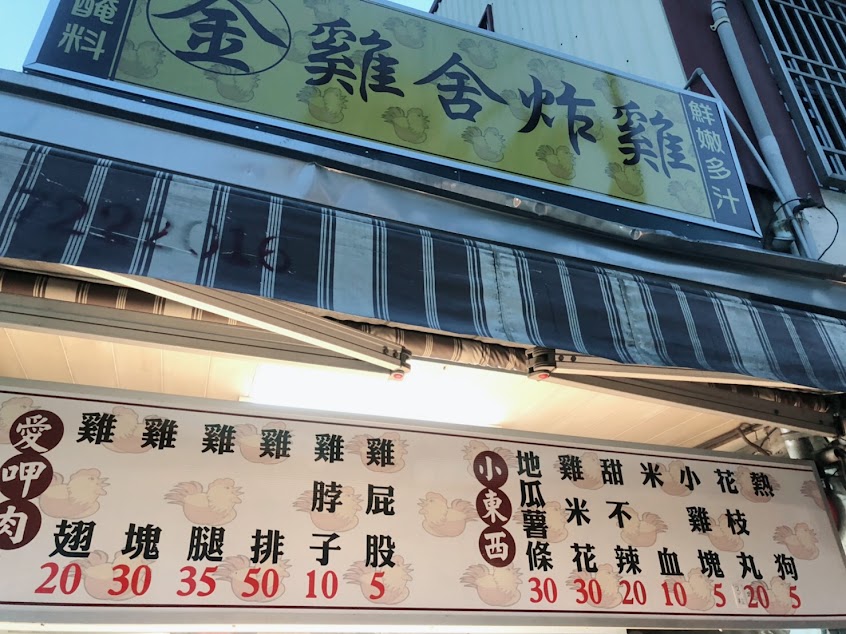 醃料
金雞舍炸雞
鮮嫩多汁
愛呷肉
雞翅 20
雞塊 30
雞腿 35
雞排 50
雞脖子 10
雞屁股 5
小東西
地瓜薯條 30
雞米花 30
甜不辣 20
米血 10
小雞塊 5
花枝丸 20
熱狗 5